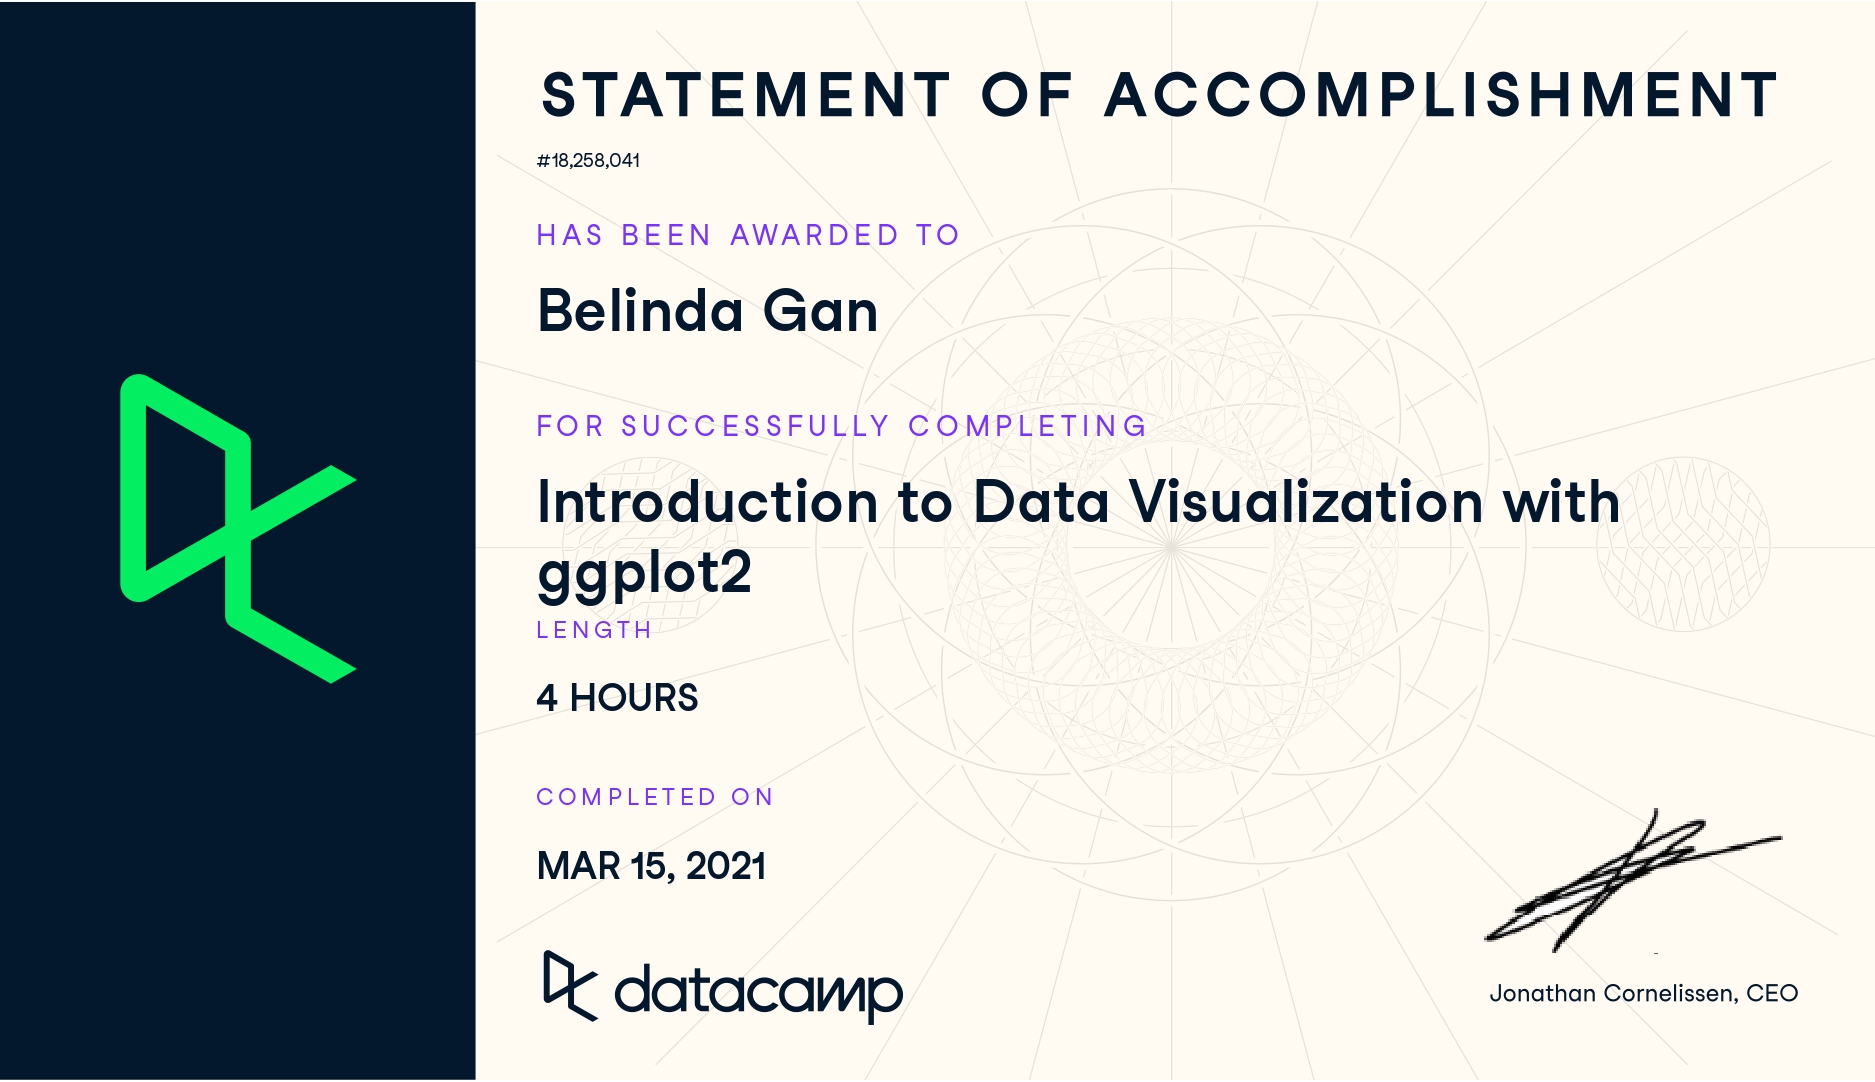 STATEMENT OF ACCOMPLISHMENT
#18,258,041
HAS BEEN AWARDED TO
Belinda Gan
FOR SUCCESSFULLY COMPLETING
Introduction to Data Visualization with
ggplot2
LENGTH
4 HOURS
COMPLETED ON
MAR 15, 2021
datacamp
Jonathan Cornelissen, CEO